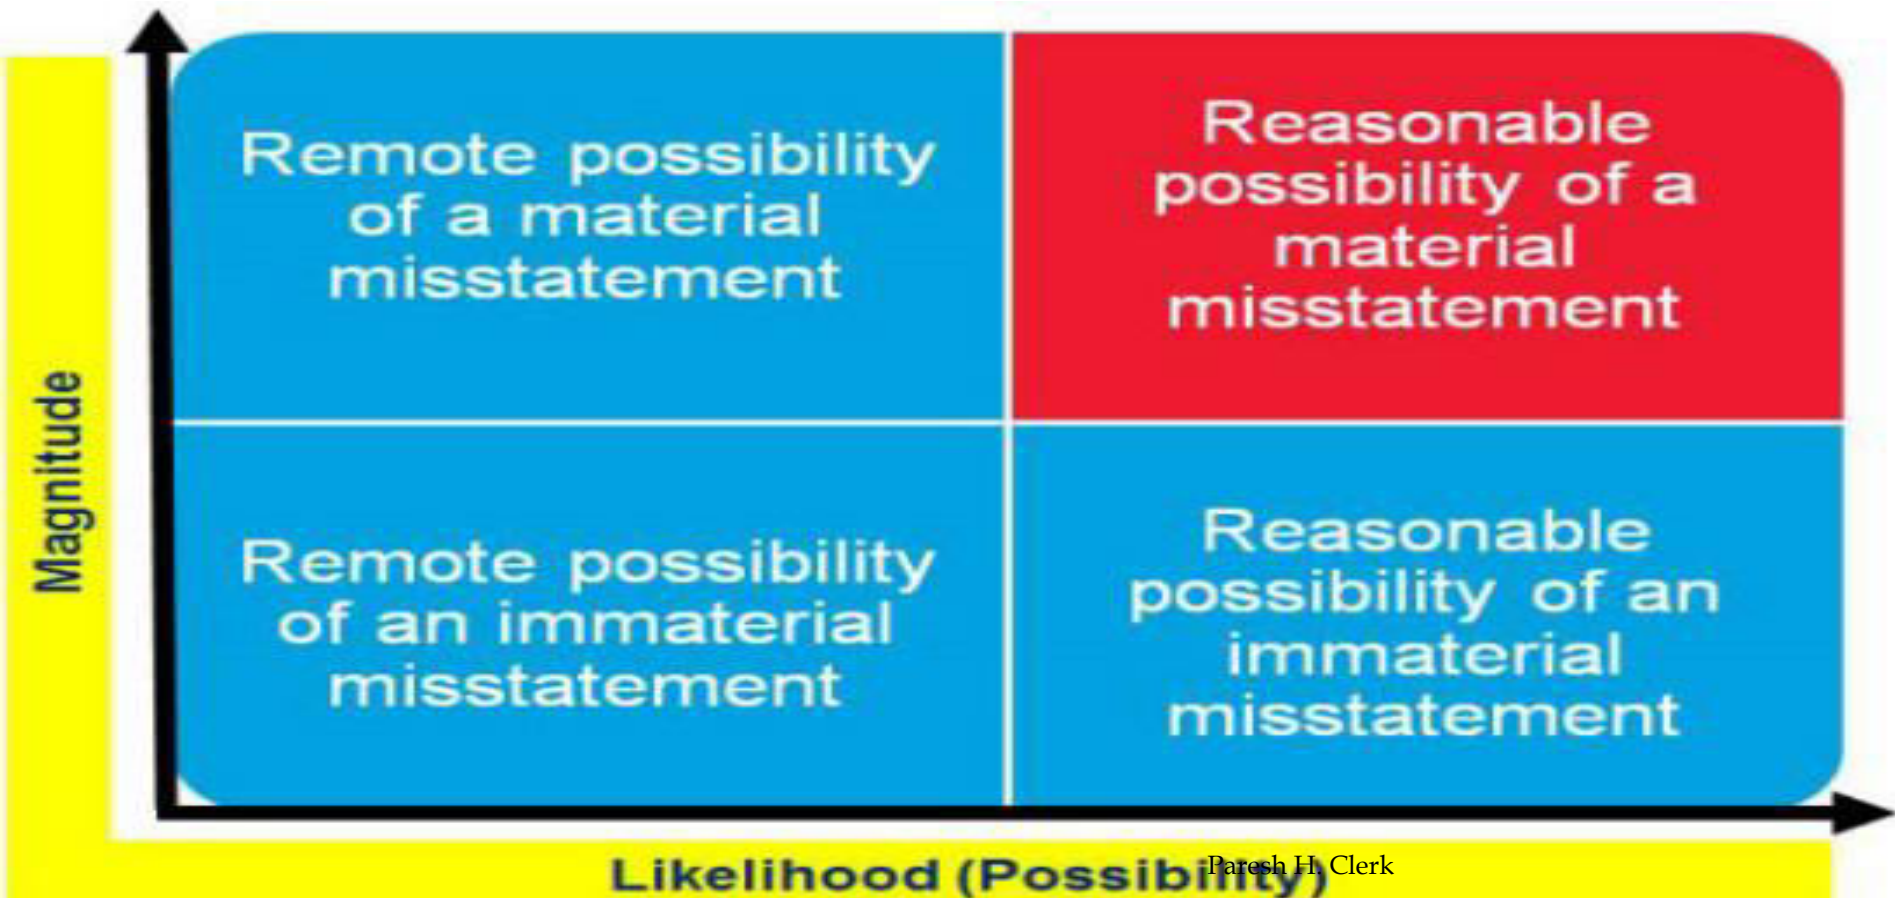 Remote possibility
of a material
misstatement
Reasonable
possibility of a
material
misstatement
Magnitude
Remote possibility
of an immaterial
misstatement
Reasonable
possibility of an
immaterial
misstatement
Likelihood (Possibility)
Paresh H. Clerk